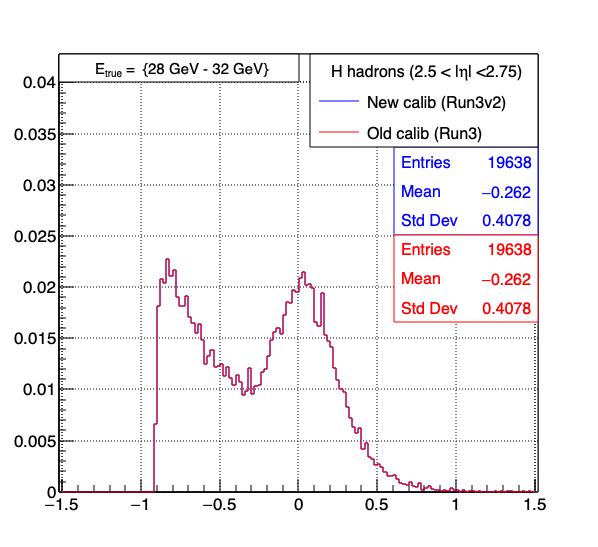 E_true = {28 GeV - 32 GeV}
H hadrons (2.5 < |η| <2.75)
New calib (Run3v2)
Old calib (Run3)
Entries 19638
Mean −0.262
Std Dev 0.4078
Entries 19638
Mean −0.262
Std Dev 0.4078
0.04
0.035
0.03
0.025
0.02
0.015
0.01
0.005
0
−1.5 −1 −0.5 0 0.5 1 1.5